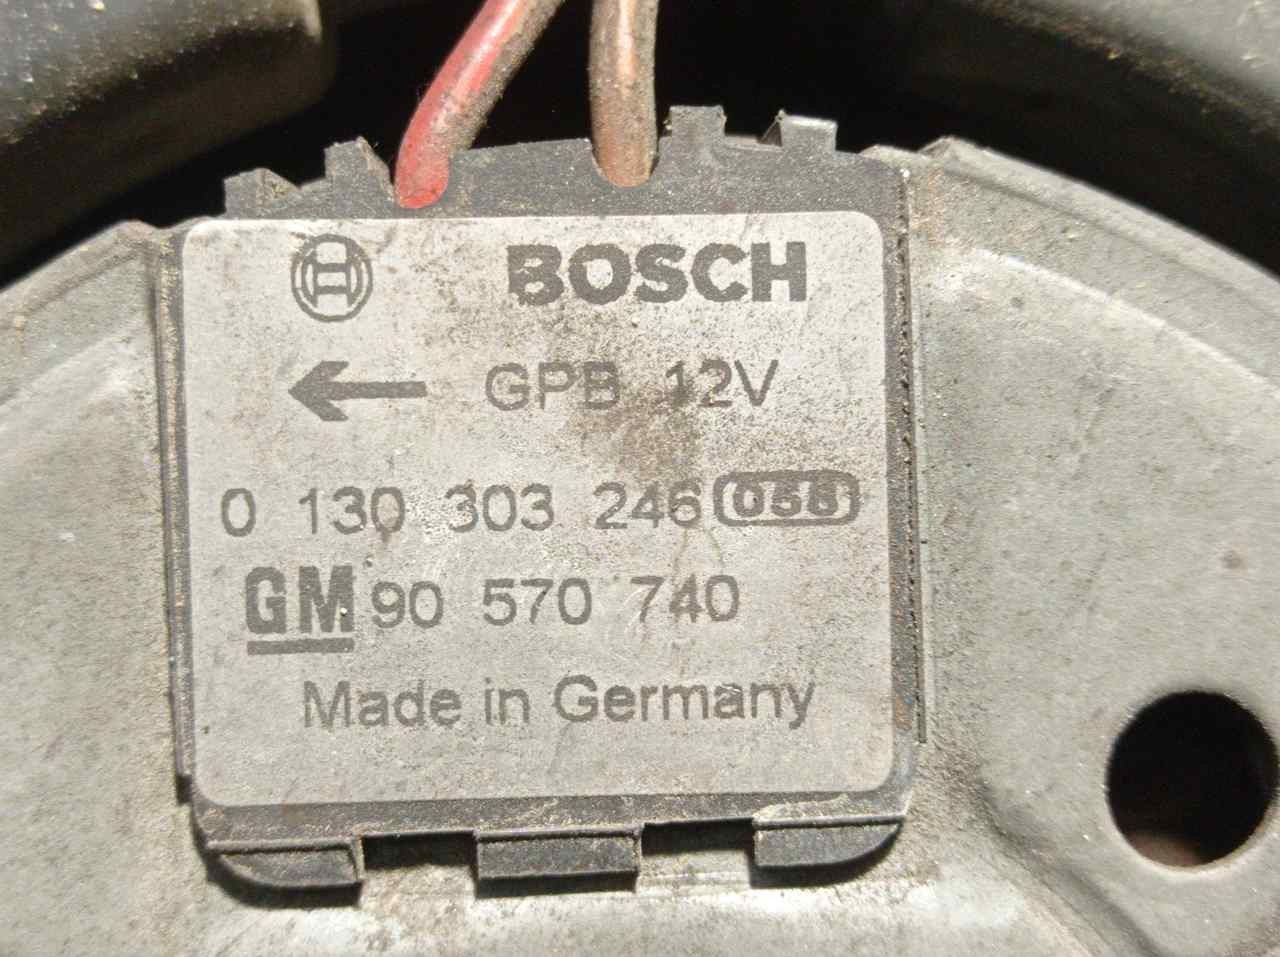 BOSCH
GPB 12V
0 130 303 246
GM 90 570 740
Made in Germany